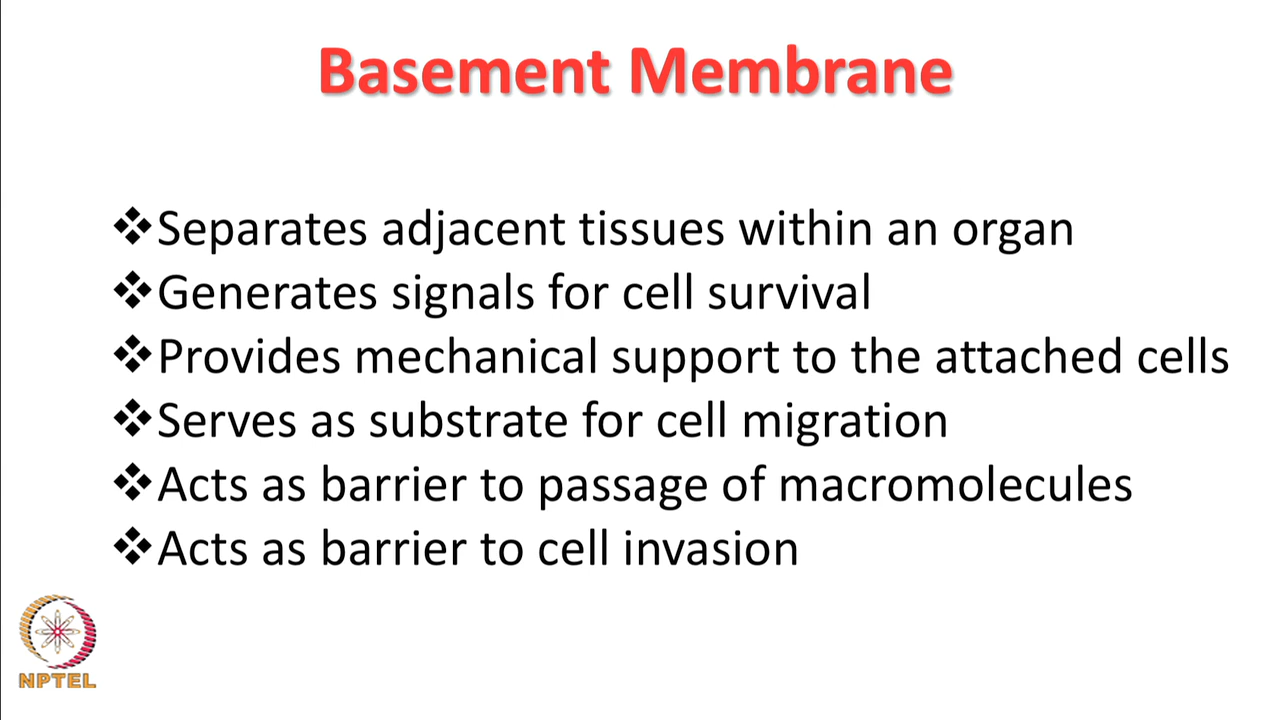 Basement Membrane
❖Separates adjacent tissues within an organ
❖Generates signals for cell survival
❖Provides mechanical support to the attached cells
❖Serves as substrate for cell migration
❖Acts as barrier to passage of macromolecules
❖Acts as barrier to cell invasion
NPTEL